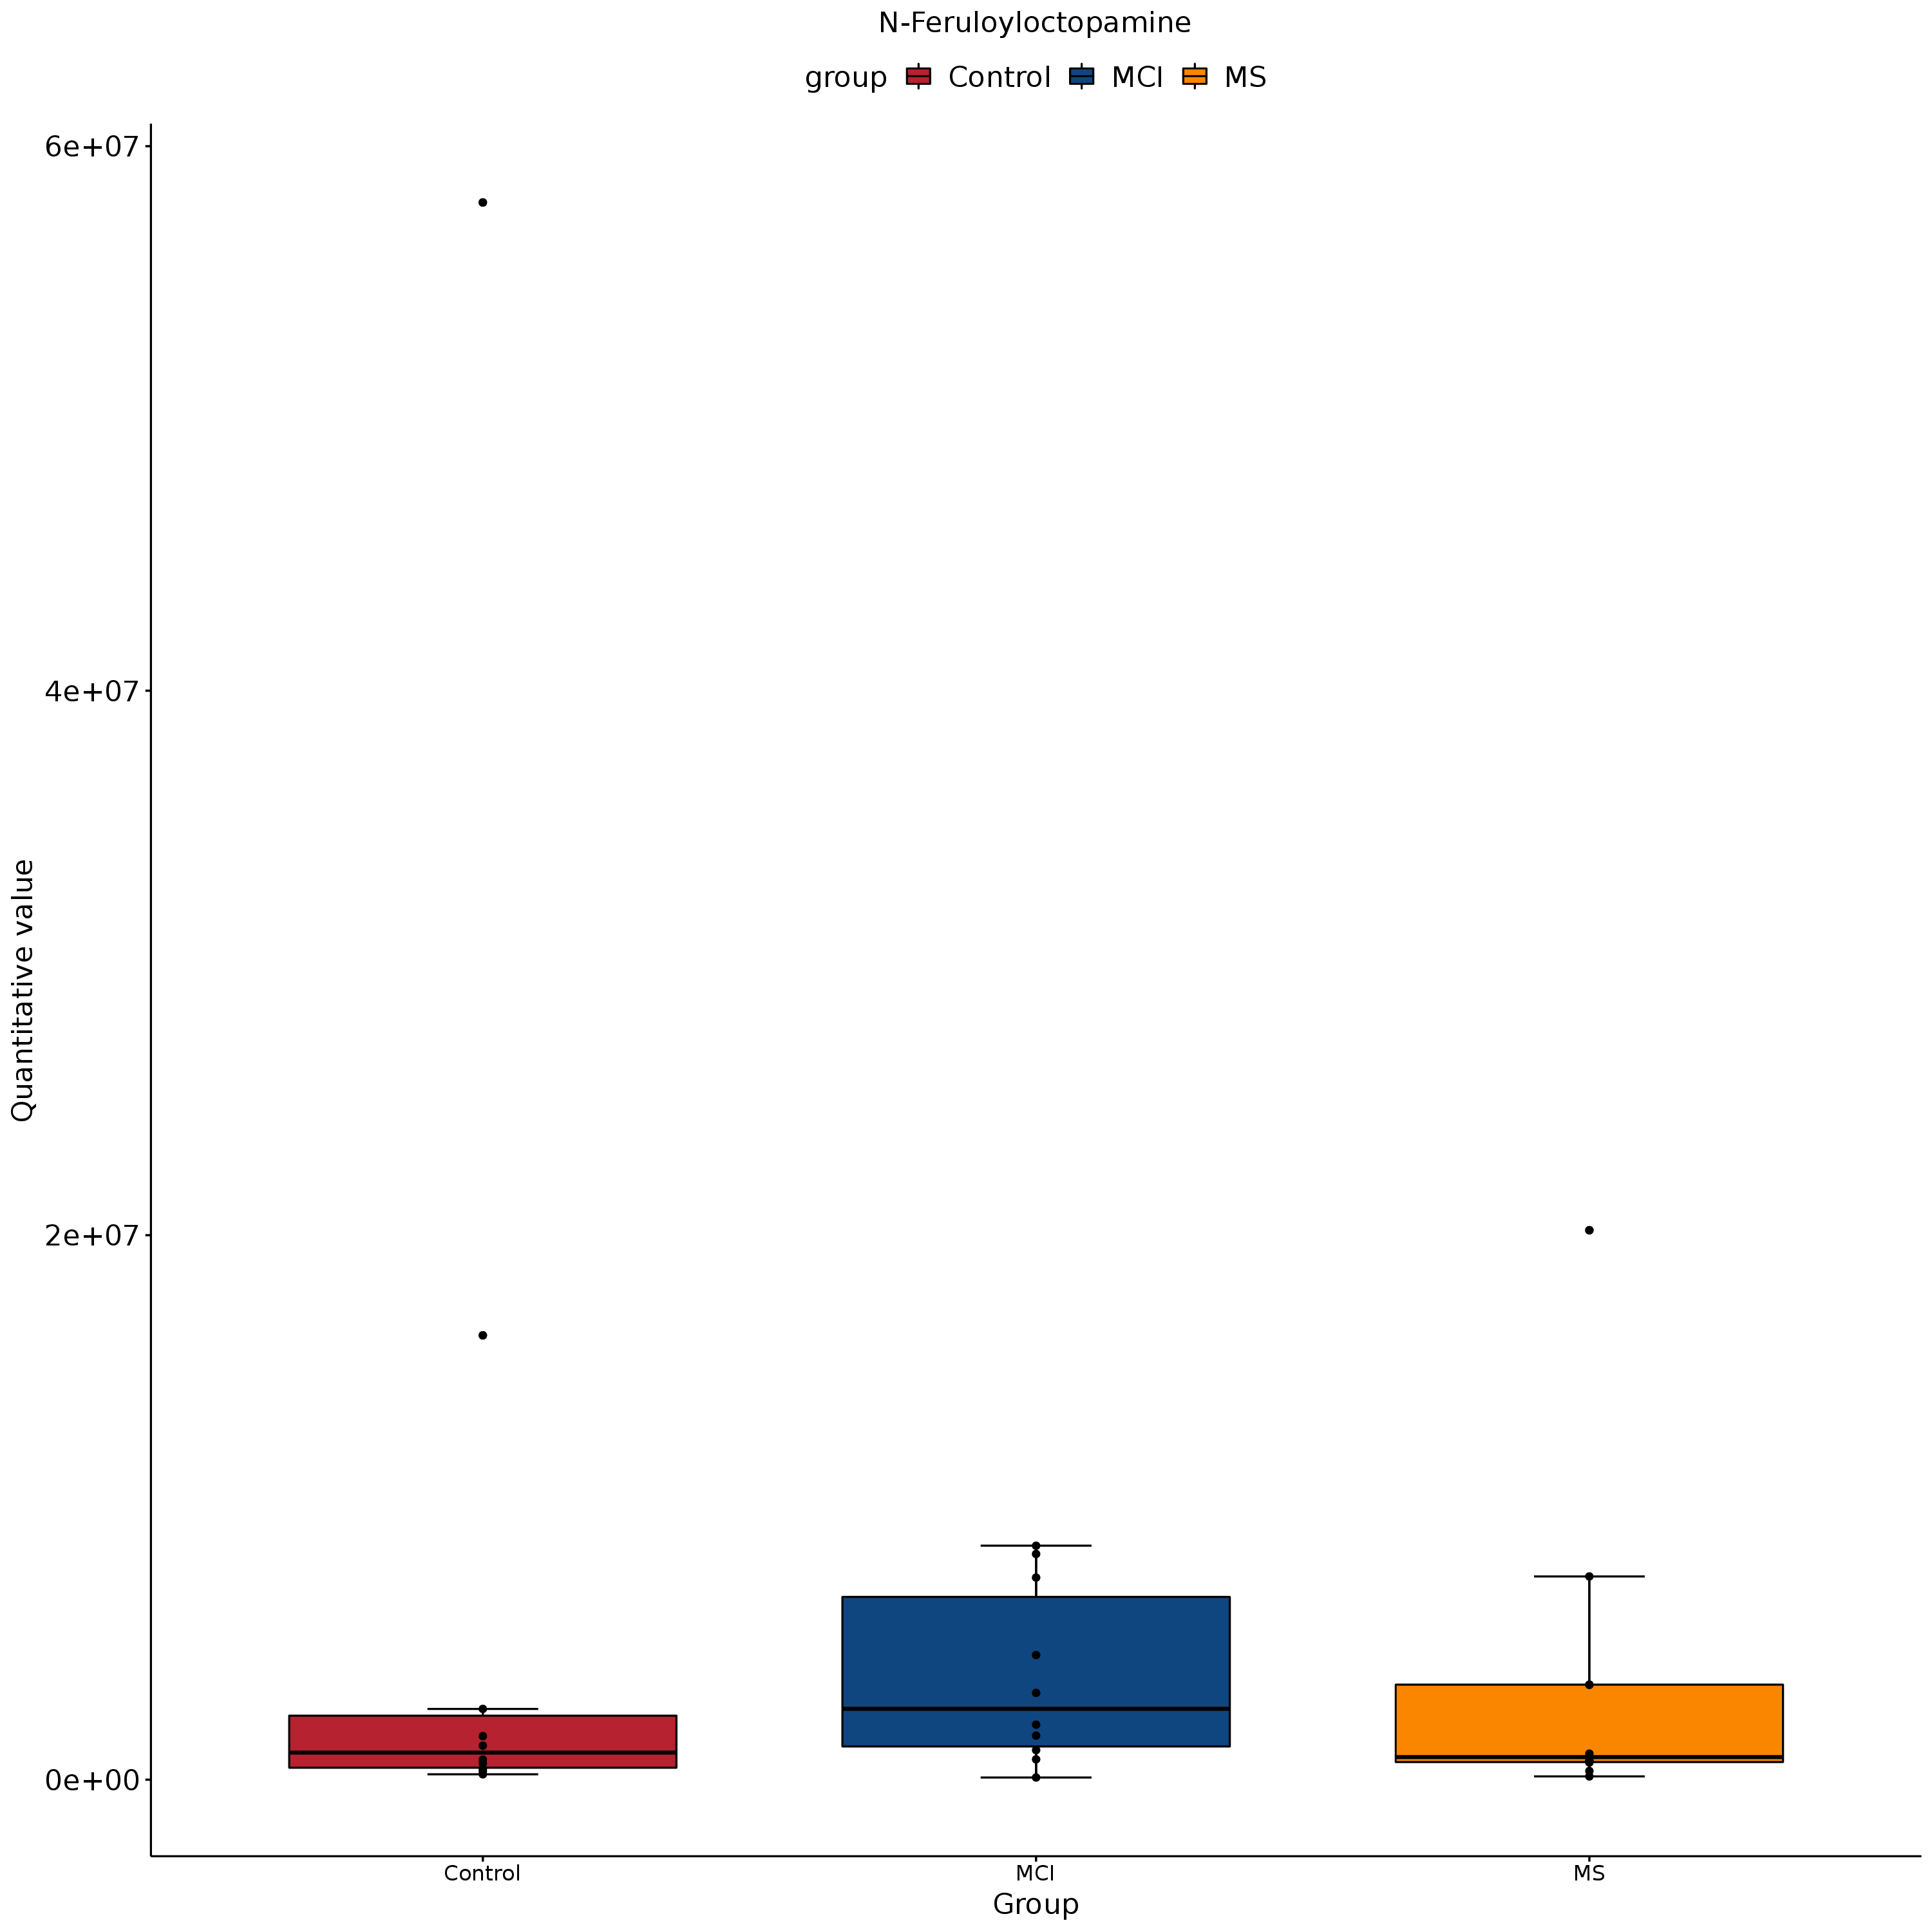 N-Feruloyloctopamine
group Control MCI MS
6e+07
4e+07
2e+07
0e+00
Quantitative value
Control MCI MS
Group